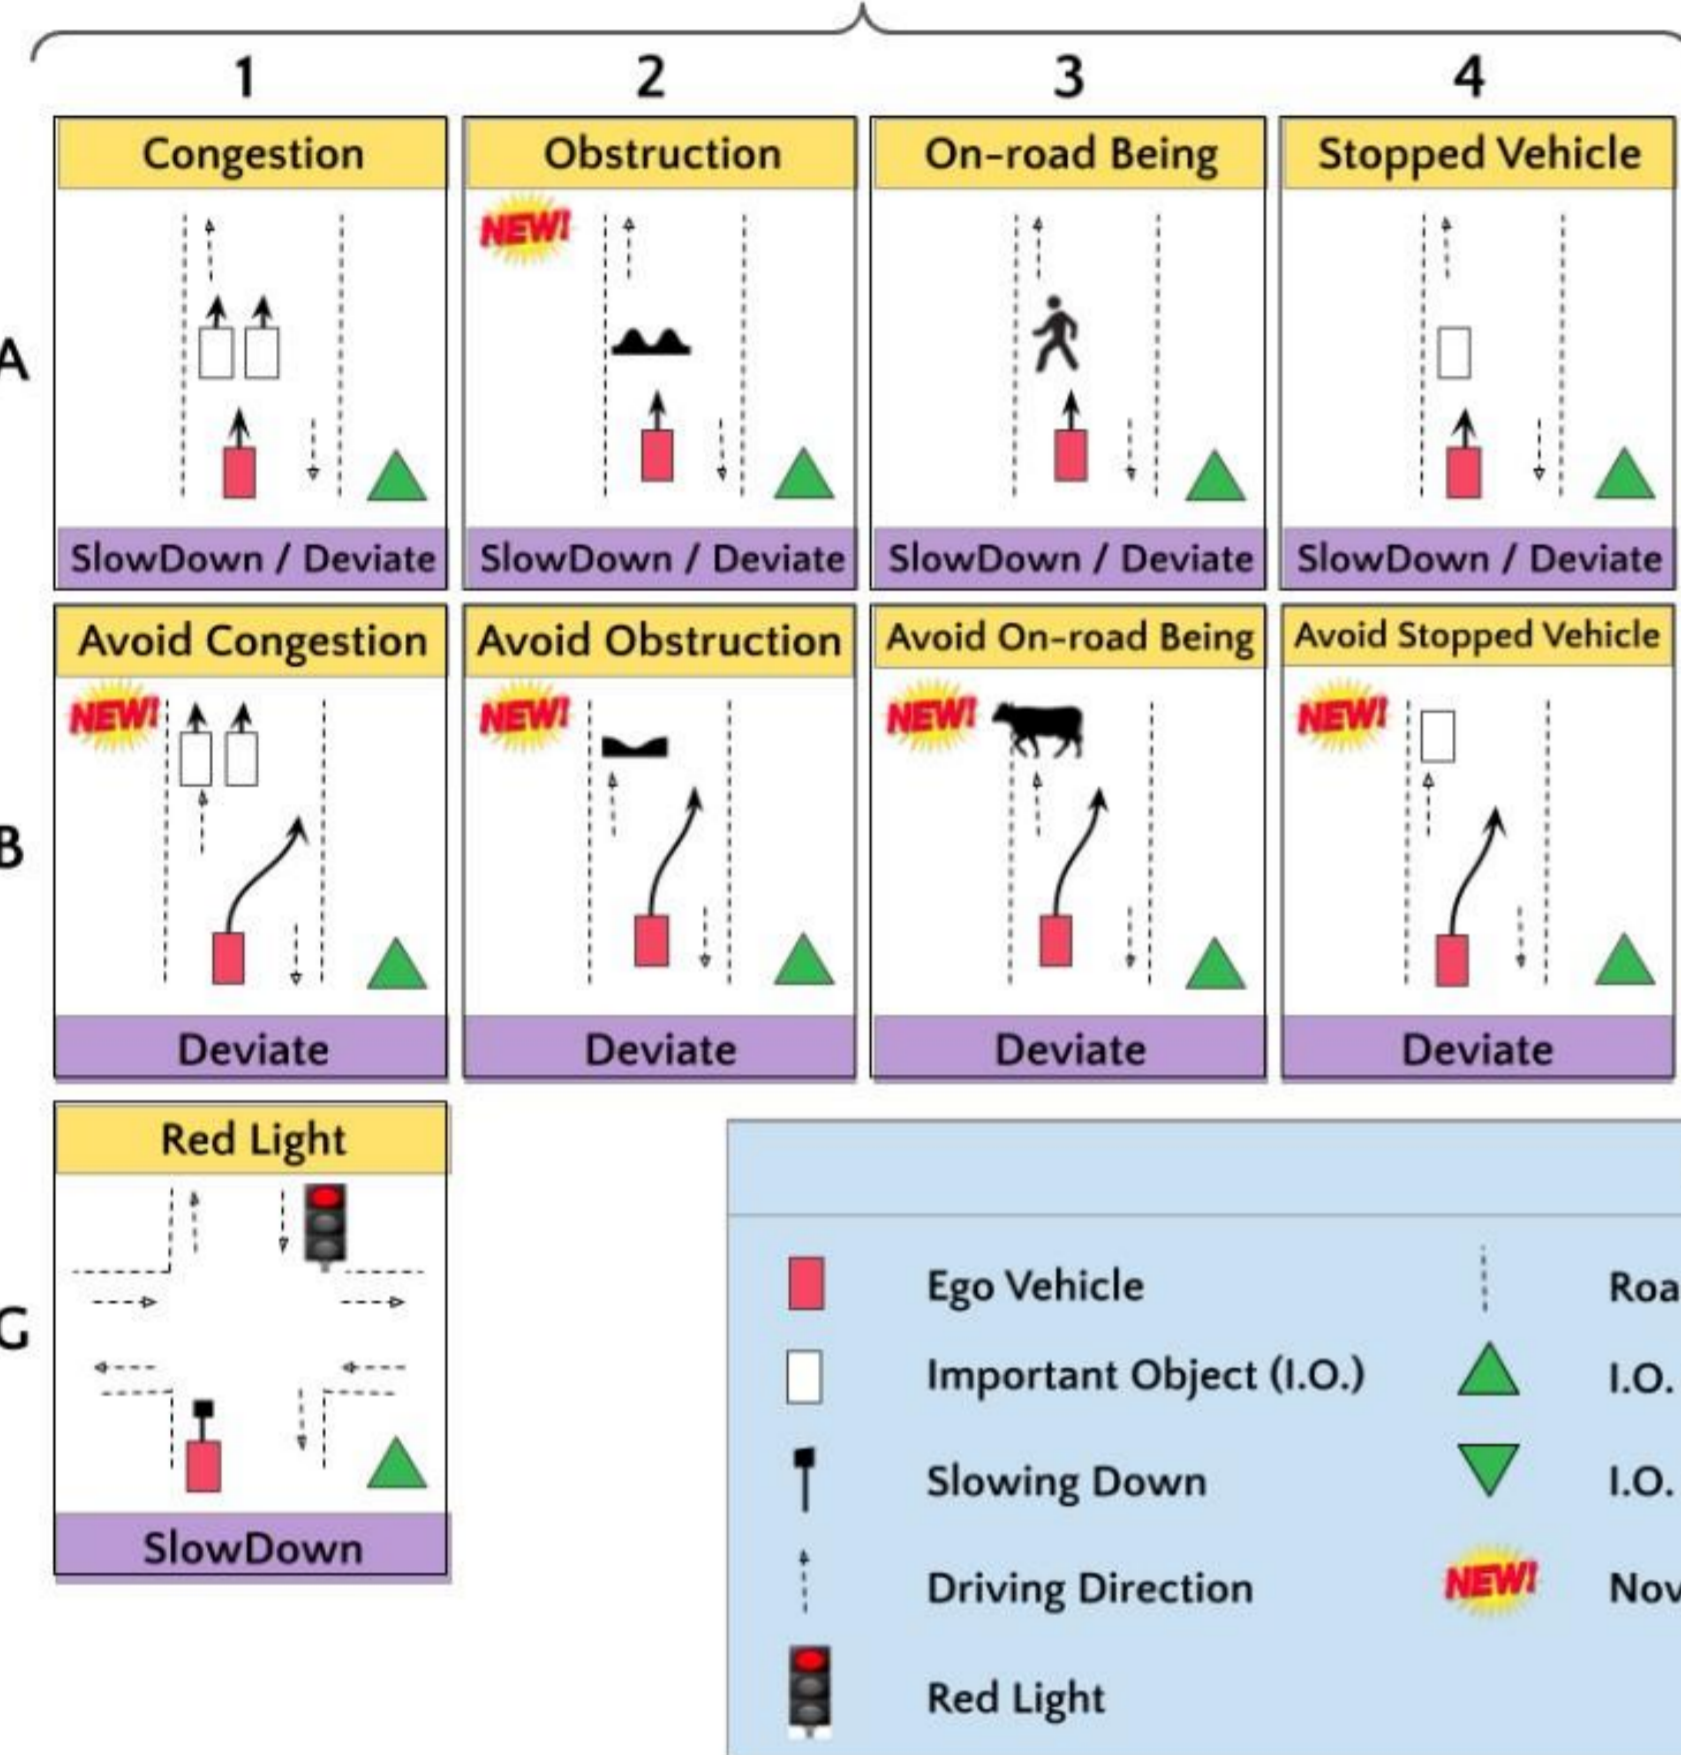 1 2 3 4
A
Congestion
NEW!
Obstruction
On-road Being
Stopped Vehicle
SlowDown / Deviate
SlowDown / Deviate
SlowDown / Deviate
SlowDown / Deviate
B
Avoid Congestion
NEW!
Avoid Obstruction
NEW!
Avoid On-road Being
NEW!
Avoid Stopped Vehicle
NEW!
Deviate
Deviate
Deviate
Deviate
G
Red Light
SlowDown
Ego Vehicle
Important Object (I.O.)
Slowing Down
Driving Direction
Red Light
I.O.
I.O.
NEW!